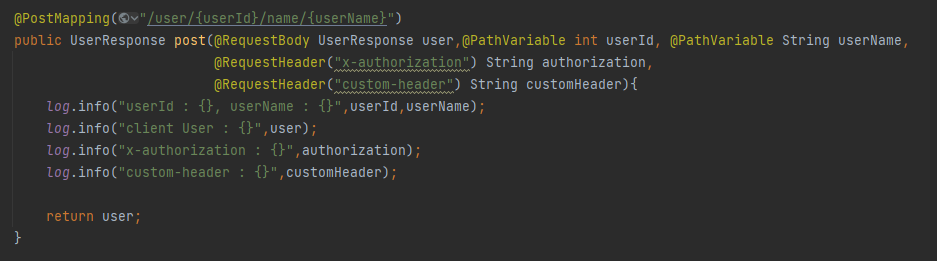 @PostMapping("/user/{userId}/name/{userName}")
public UserResponse post(@RequestBody UserResponse user,@PathVariable int userId, @PathVariable String userName,
@RequestHeader("x-authorization") String authorization,
@RequestHeader("custom-header") String customHeader){
log.info("userId : {}, userName : {}",userId,userName);
log.info("client User : {}",user);
log.info("x-authorization : {}",authorization);
log.info("custom-header : {}",customHeader);
return user;
}